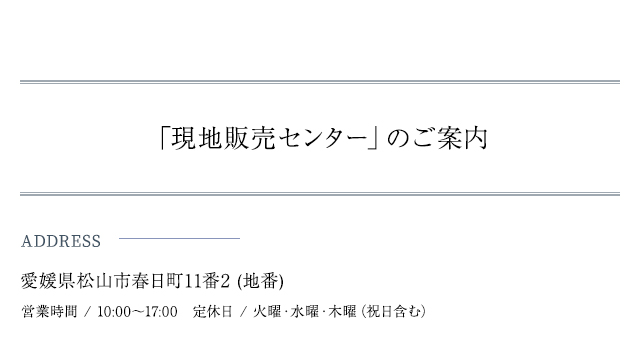 「現地販売センター」のご案内
ADDRESS
愛媛県松山市春日町11番2 (地番)
営業時間 / 10:00〜17:00　定休日 / 火曜・水曜・木曜（祝日含む）